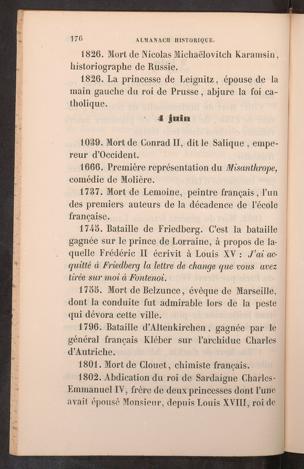 176 ALMANACH HISTORIQUE.
1826. Mort de Nicolas Michaëlovitch Karamsin,
historiographe de Russie.
1826. La princesse de Leignitz, épouse de la
main gauche du roi de Prusse, abjure la foi ca-
tholique.
4 juin
1039. Mort de Conrad II, dit le Salique, empe-
reur d'Occident.
1666. Première représentation du Misanthrope,
comédie de Molière.
1737. Mort de Lemoine, peintre français, l'un
des premiers auteurs de la décadence de l'école
française.
1745. Bataille de Friedberg. C'est la bataille
gagnée sur le prince de Lorraine, à propos de la-
quelle Frédéric II écrivit à Louis XV : J'ai ac-
quitté à Friedberg la lettre de change que vous avez
tirée sur moi à Fontenoi.
1755. Mort de Belzunce, évêque de Marseille,
dont la conduite fut admirable lors de la peste
qui dévora cette ville.
1796. Bataille d'Altenkirchen, gagnée par le
général français Kléber sur l'archiduc Charles
d'Autriche.
1801. Mort de Clouet, chimiste français.
1802. Abdication du roi de Sardaigne Charles-
Emmanuel IV, frère de deux princesses dont l'une
avait épousé Monsieur, depuis Louis XVIII, roi de